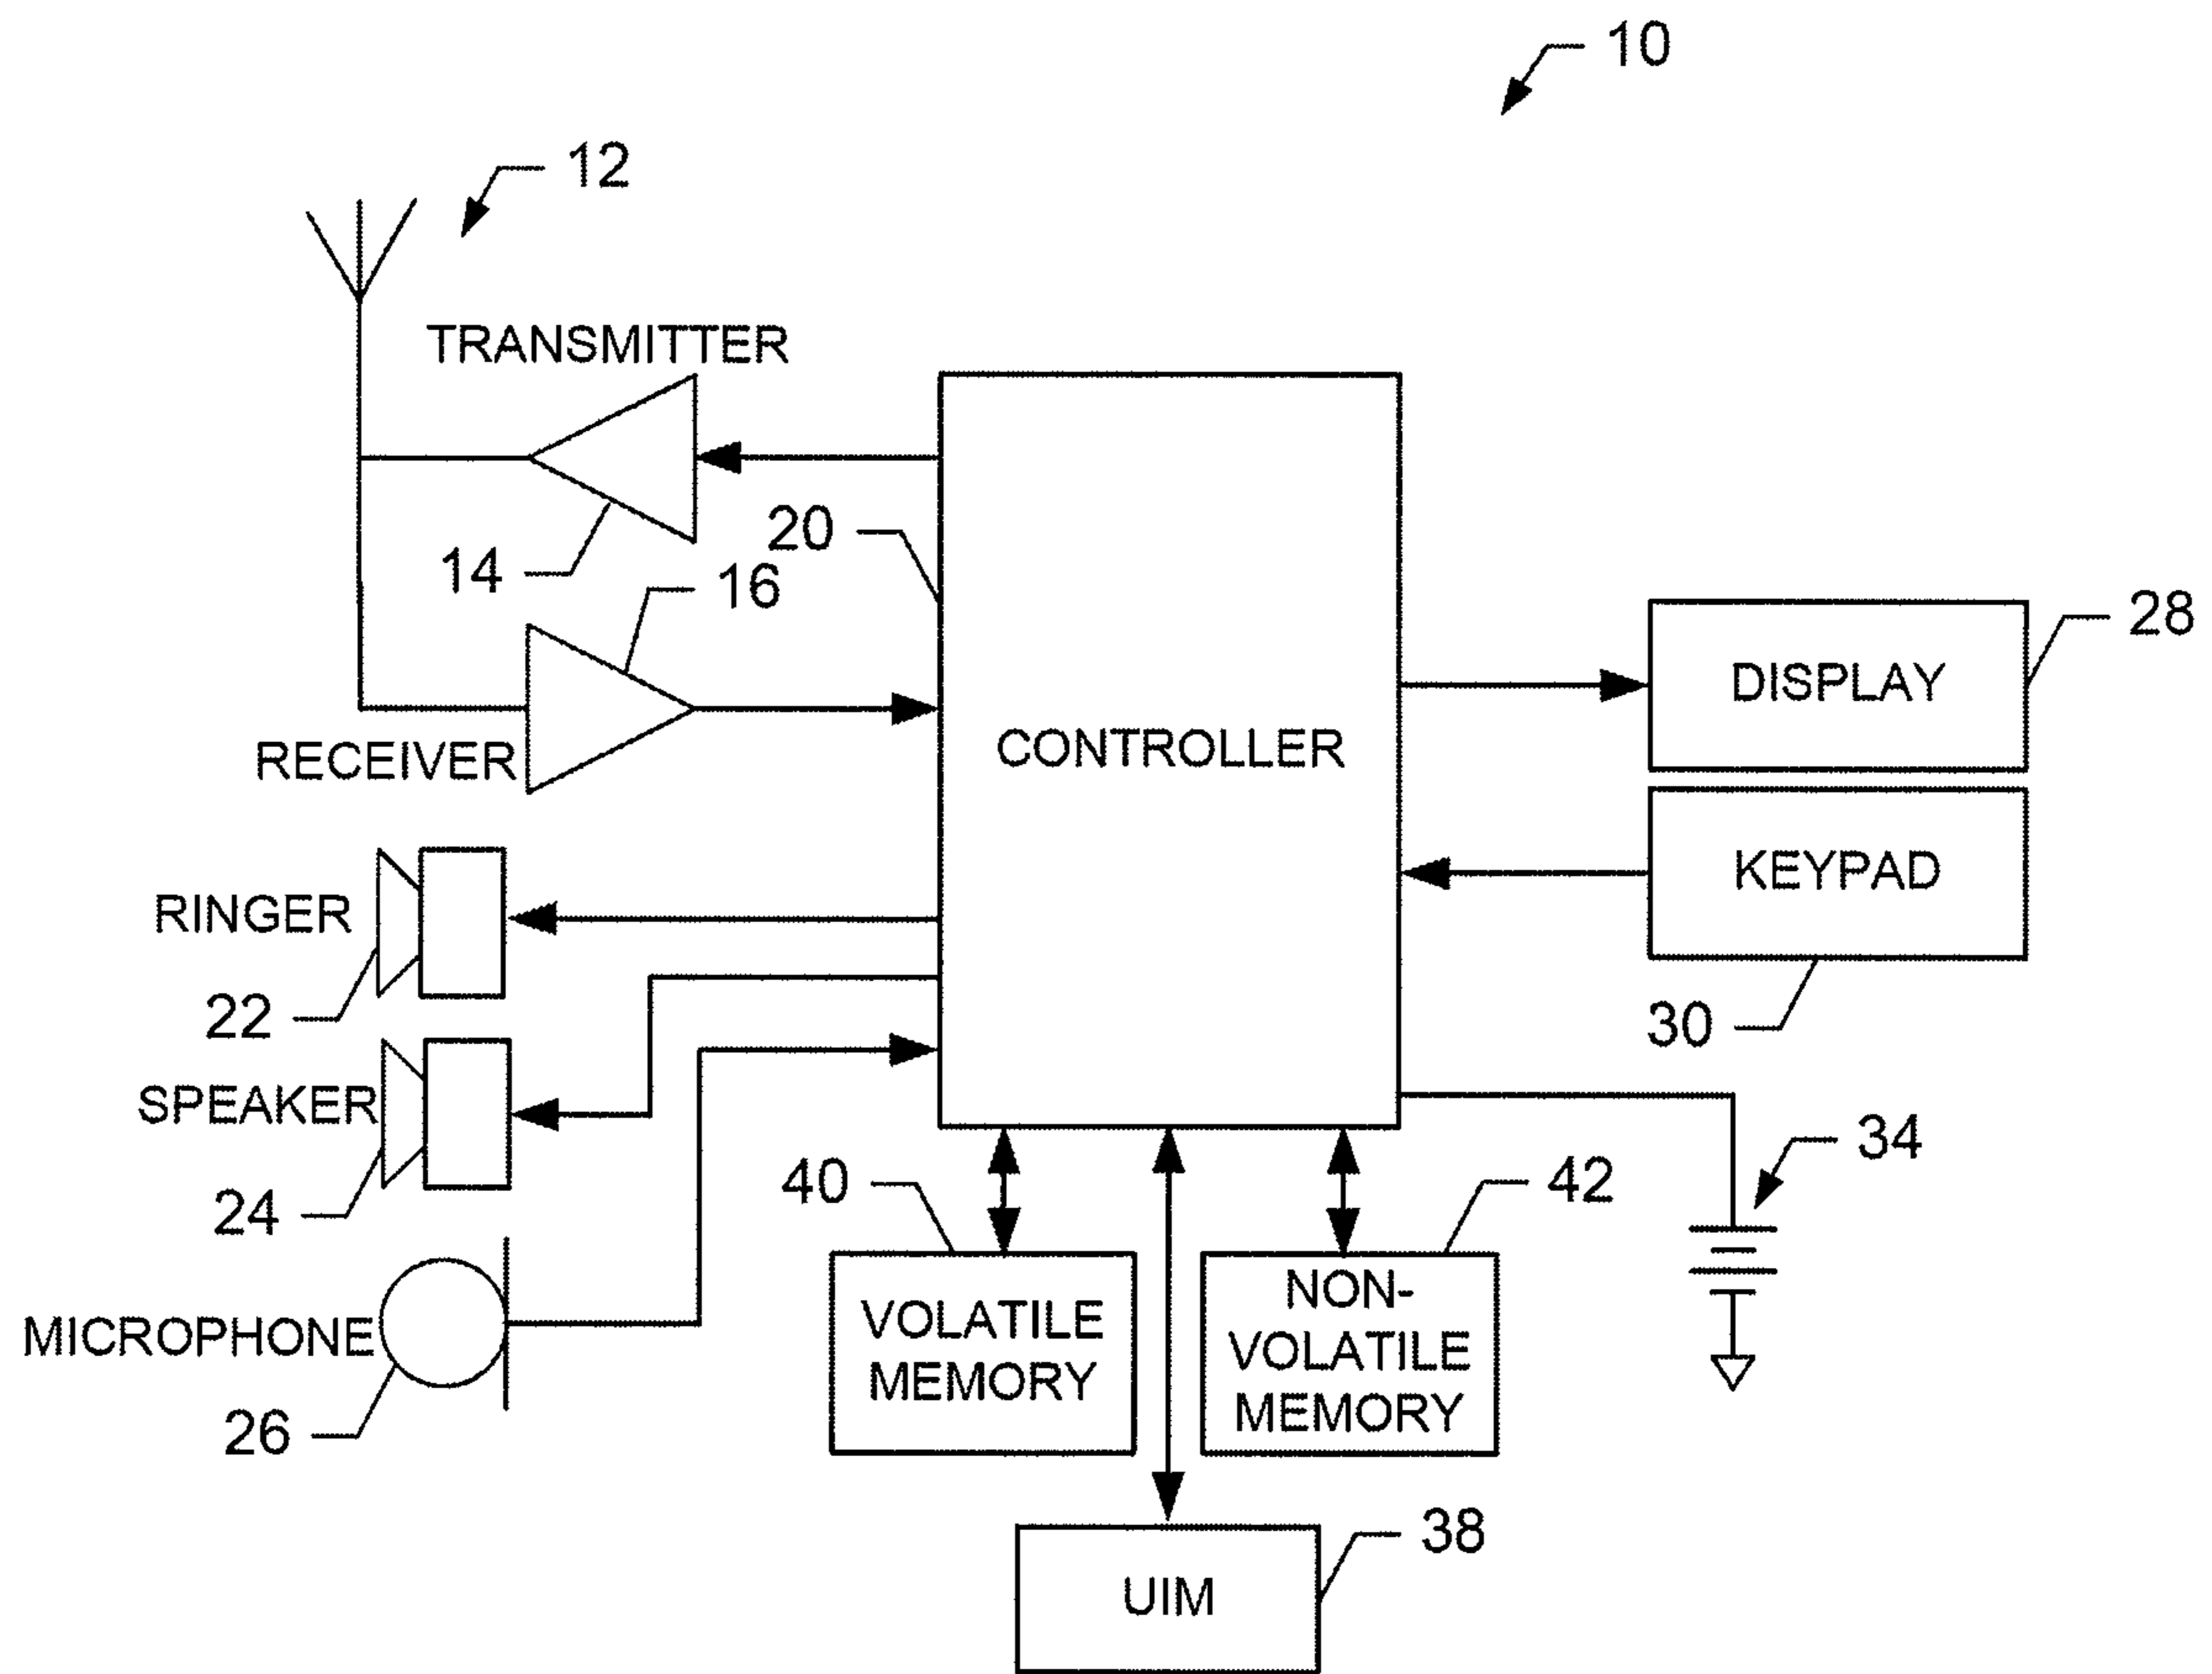 10
12
TRANSMITTER
14
20
16
RECEIVER
CONTROLLER
DISPLAY
28
KEYPAD
30
RINGER
22
SPEAKER
24
MICROPHONE
26
40
VOLATILE
MEMORY
42
NON-
VOLATILE
MEMORY
34
UIM
38